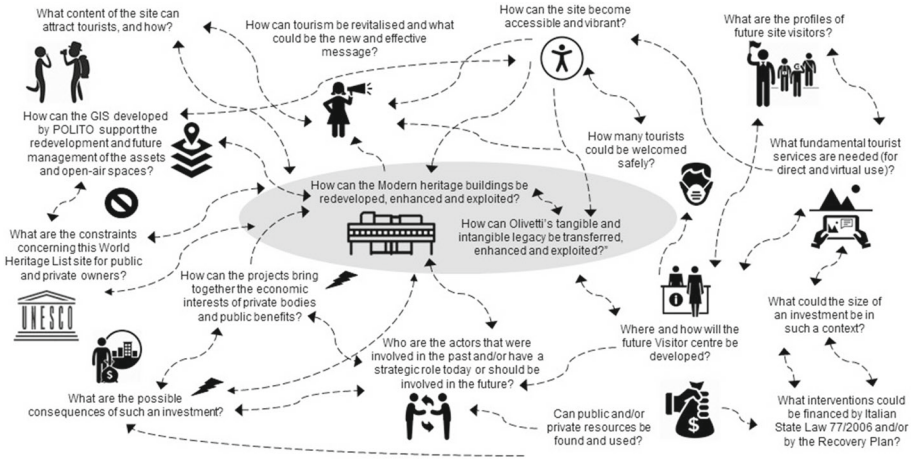 What content of the site can
attract tourists, and how?
How can tourism be revitalised and what
could be the new and effective
message?
How can the site become
accessible and vibrant?
What are the profiles of
future site visitors?
How can the GIS developed
by POLITO support the
redevelopment and future
management of the assets
and open-air spaces?
How many tourists
could be welcomed
safely?
What fundamental tourist
services are needed (for
direct and virtual use)?
How can the Modern heritage buildings be
redeveloped, enhanced and exploited?
How can Olivetti's tangible and
intangible legacy be transferred,
enhanced and exploited?"
What are the constraints
concerning this World
Heritage List site for public
and private owners?
UNESCO
How can the projects bring
together the economic
interests of private bodies
and public benefits?
i
What could the size of
an investment be in
such a context?
Where and how will the
future Visitor centre be
developed?
Who are the actors that were
involved in the past and/or have a
strategic role today or should be
involved in the future?
$
What are the possible
consequences of such an investment?
Can public and/or
private resources be
found and used?
$
What interventions could
be financed by Italian
State Law 77/2006 and/or
by the Recovery Plan?